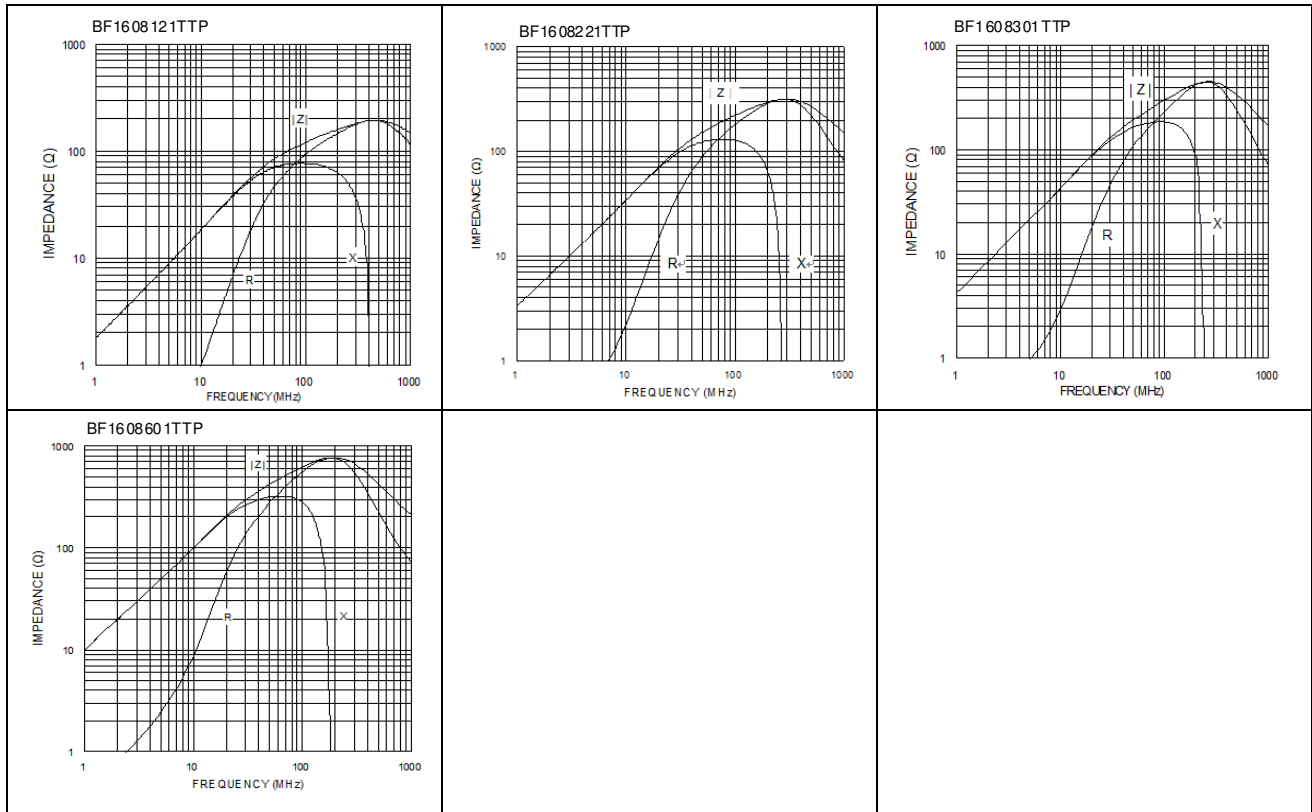 BF1608121TTP
1000
100
10
1
IMPEDANCE (Ω)
|Z|
R
X
1 10 100 1000
FREQUENCY(MHz)
BF1608221TTP
1000
100
10
1
IMPEDANCE (Ω)
| Z |
R↵
X↵
1 10 100 1000
FREQUENCY (MHz)
BF1608301TTP
1000
100
10
1
IMPEDANCE (Ω)
| Z |
R
X
1 10 100 1000
FREQUENCY (MHz)
BF1608601TTP
1000
100
10
1
IMPEDANCE (Ω)
|Z|
R
X
1 10 100 1000
FREQUENCY (MHz)